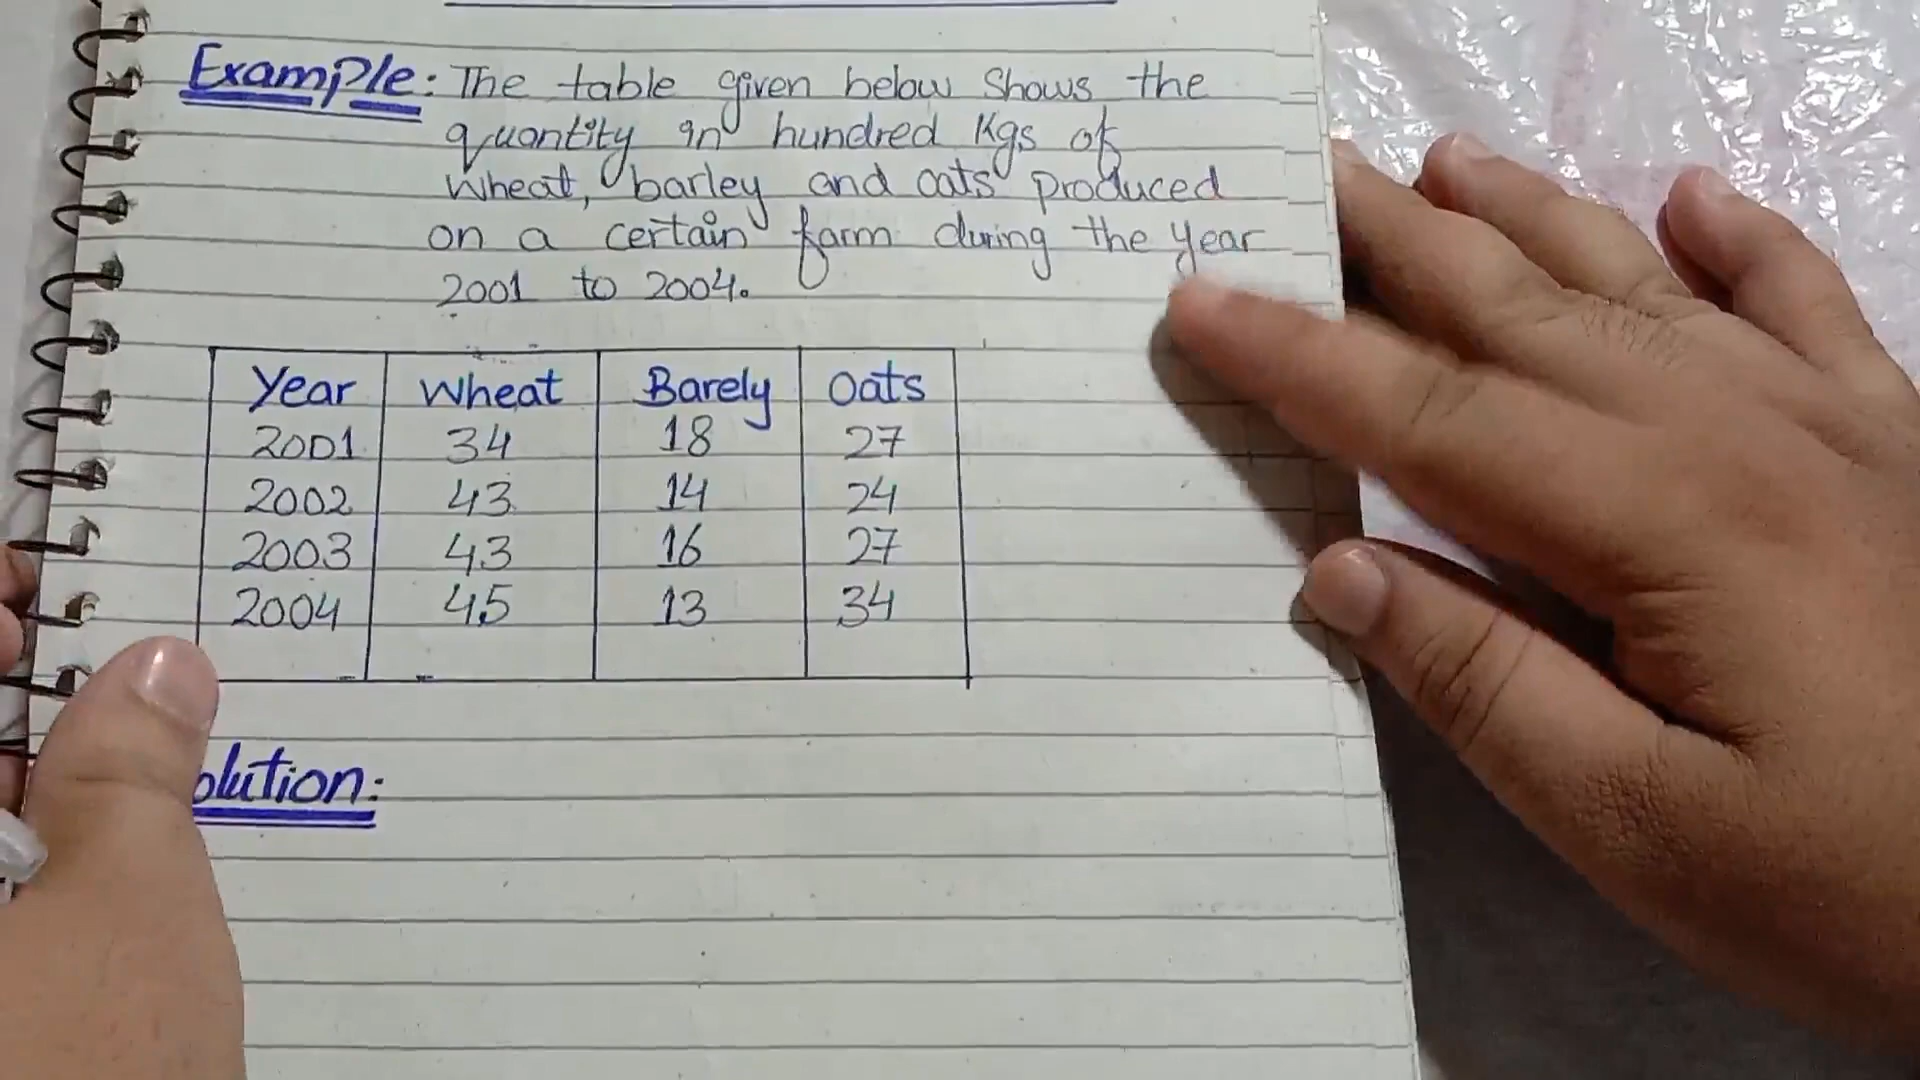 Example: The table given below shows the
quantity in hundred Kgs of
Wheat, barley and oats produced
on a certain farm during the year
2001 to 2004.
Year Wheat Barely Oats
2001 34 18 27
2002 43 14 24
2003 43 16 27
2004 45 13 34
olution: